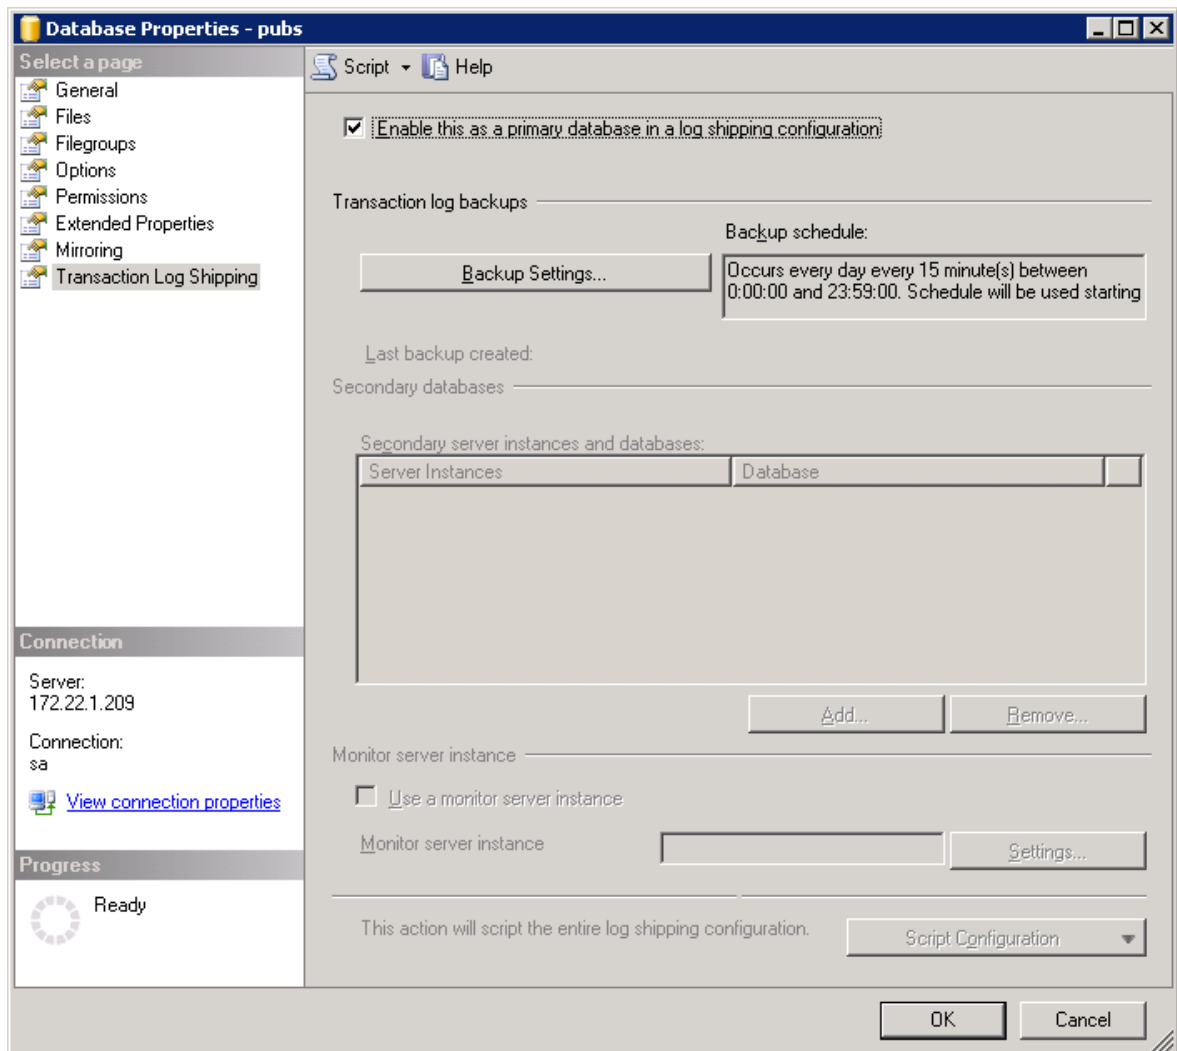 Database Properties - pubs
Select a page
General
Files
Filegroups
Options
Permissions
Extended Properties
Mirroring
Transaction Log Shipping
Connection
Server:
172.22.1.209
Connection:
sa
View connection properties
Progress
Ready
Script
Help
Enable this as a primary database in a log shipping configuration
Transaction log backups
Backup schedule:
Backup Settings...
Occurs every day every 15 minute(s) between
0:00:00 and 23:59:00. Schedule will be used starting
Last backup created:
Secondary databases
Secondary server instances and databases:
Server Instances
Database
Add...
Remove...
Monitor server instance
Use a monitor server instance
Monitor server instance
Settings...
This action will script the entire log shipping configuration.
Script Configuration
OK
Cancel